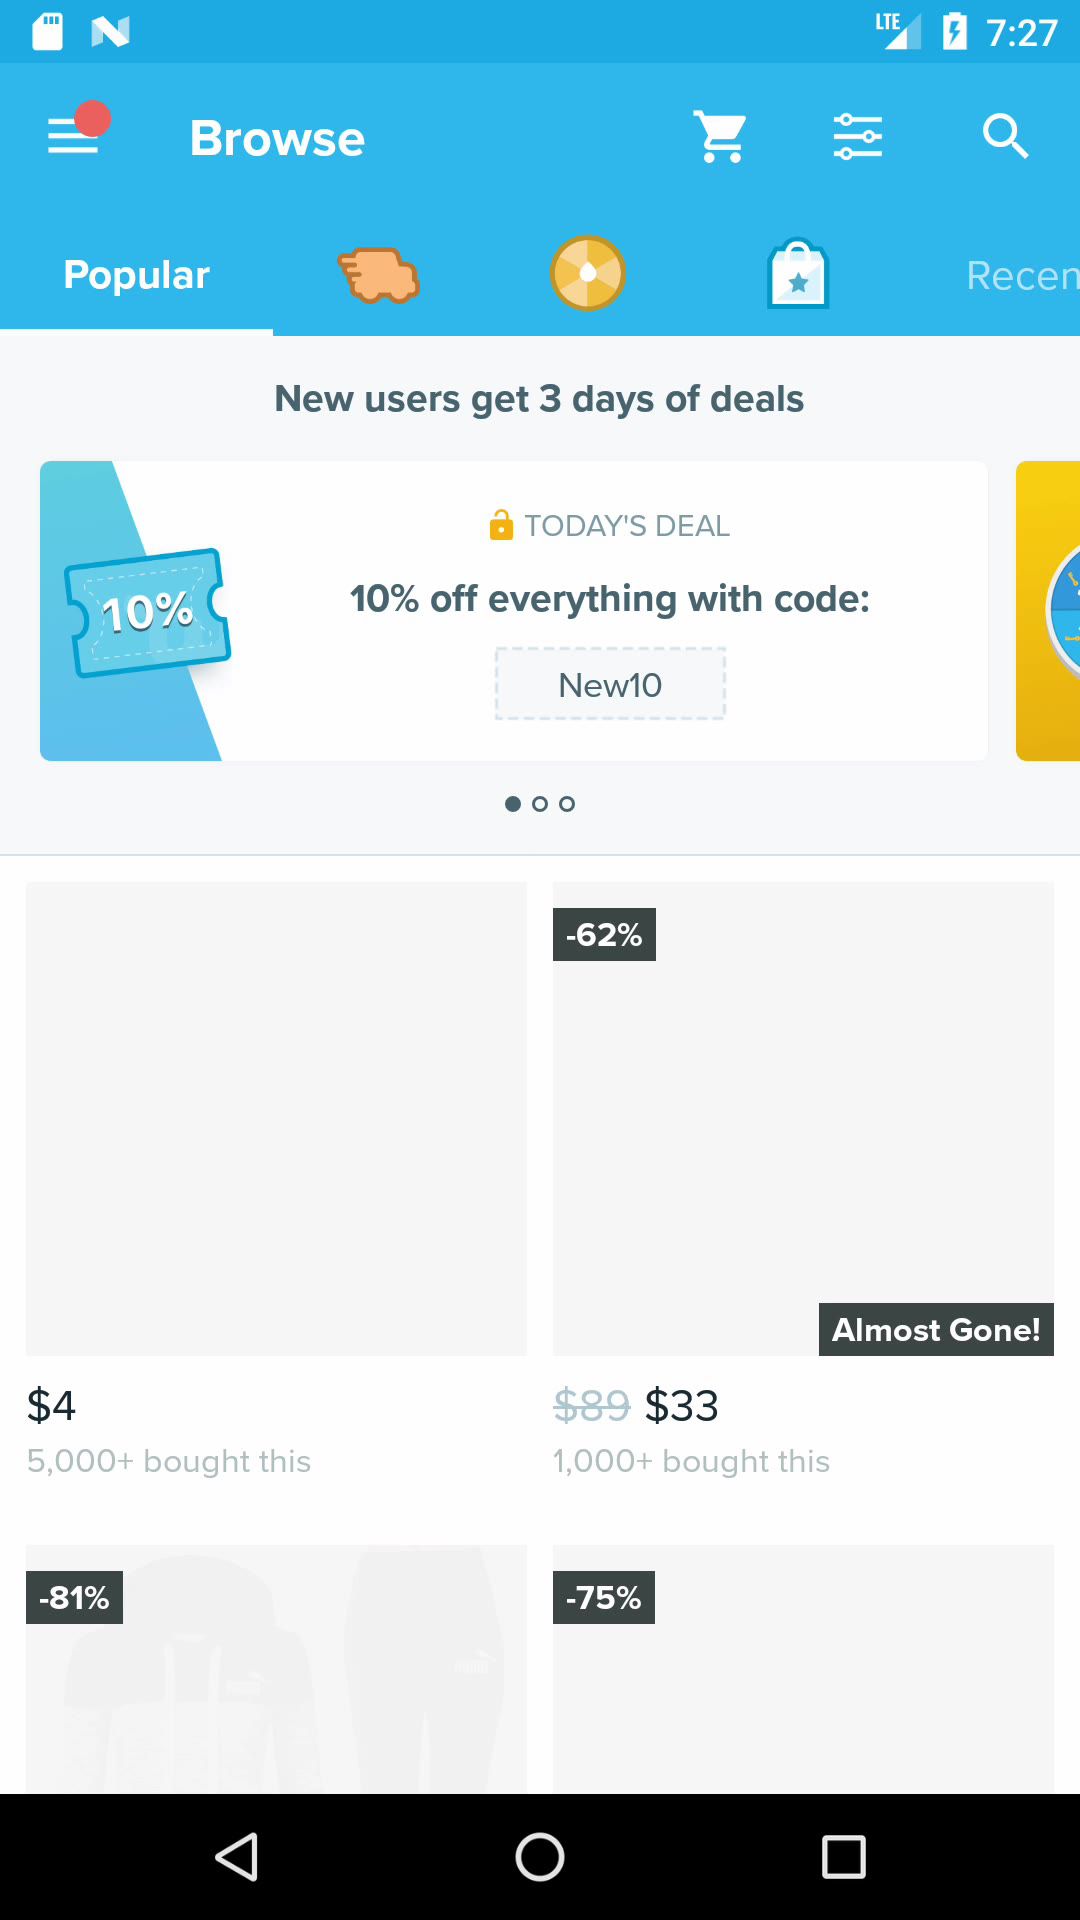 LTE 7:27
Browse
Popular
Recen
New users get 3 days of deals
TODAY'S DEAL
10%
10% off everything with code:
New10
-62%
Almost Gone!
$4
$89 $33
5,000+ bought this
1,000+ bought this
-81%
-75%